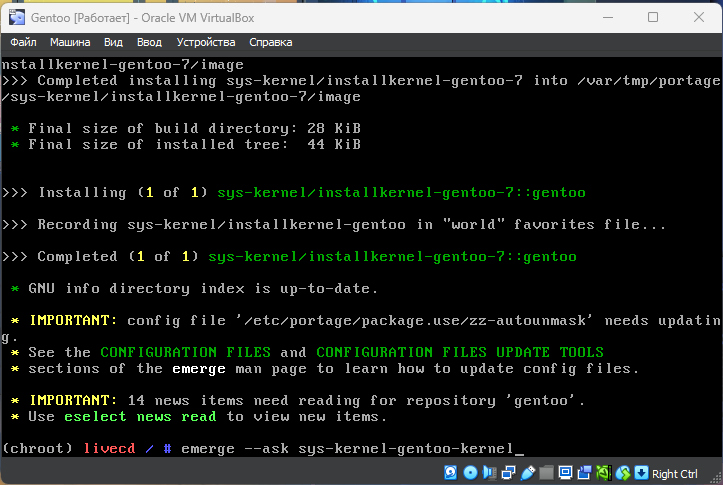 Gentoo [Работает] - Oracle VM VirtualBox
Файл Машина Вид Ввод Устройства Справка
nstallkernel-gentoo-7/image
>>> Completed installing sys-kernel/installkernel-gentoo-7 into /var/tmp/portage
/sys-kernel/installkernel-gentoo-7/image
* Final size of build directory: 28 KiB
* Final size of installed tree:  44 KiB
>>> Installing (1 of 1) sys-kernel/installkernel-gentoo-7::gentoo
>>> Recording sys-kernel/installkernel-gentoo in "world" favorites file...
>>> Completed (1 of 1) sys-kernel/installkernel-gentoo-7::gentoo
* GNU info directory index is up-to-date.
* IMPORTANT: config file '/etc/portage/package.use/zz-autounmask' needs updatin
g.
* See the CONFIGURATION FILES and CONFIGURATION FILES UPDATE TOOLS
* sections of the emerge man page to learn how to update config files.
* IMPORTANT: 14 news items need reading for repository 'gentoo'.
* Use eselect news read to view new items.
(chroot) livecd / # emerge --ask sys-kernel-gentoo-kernel_
Right Ctrl